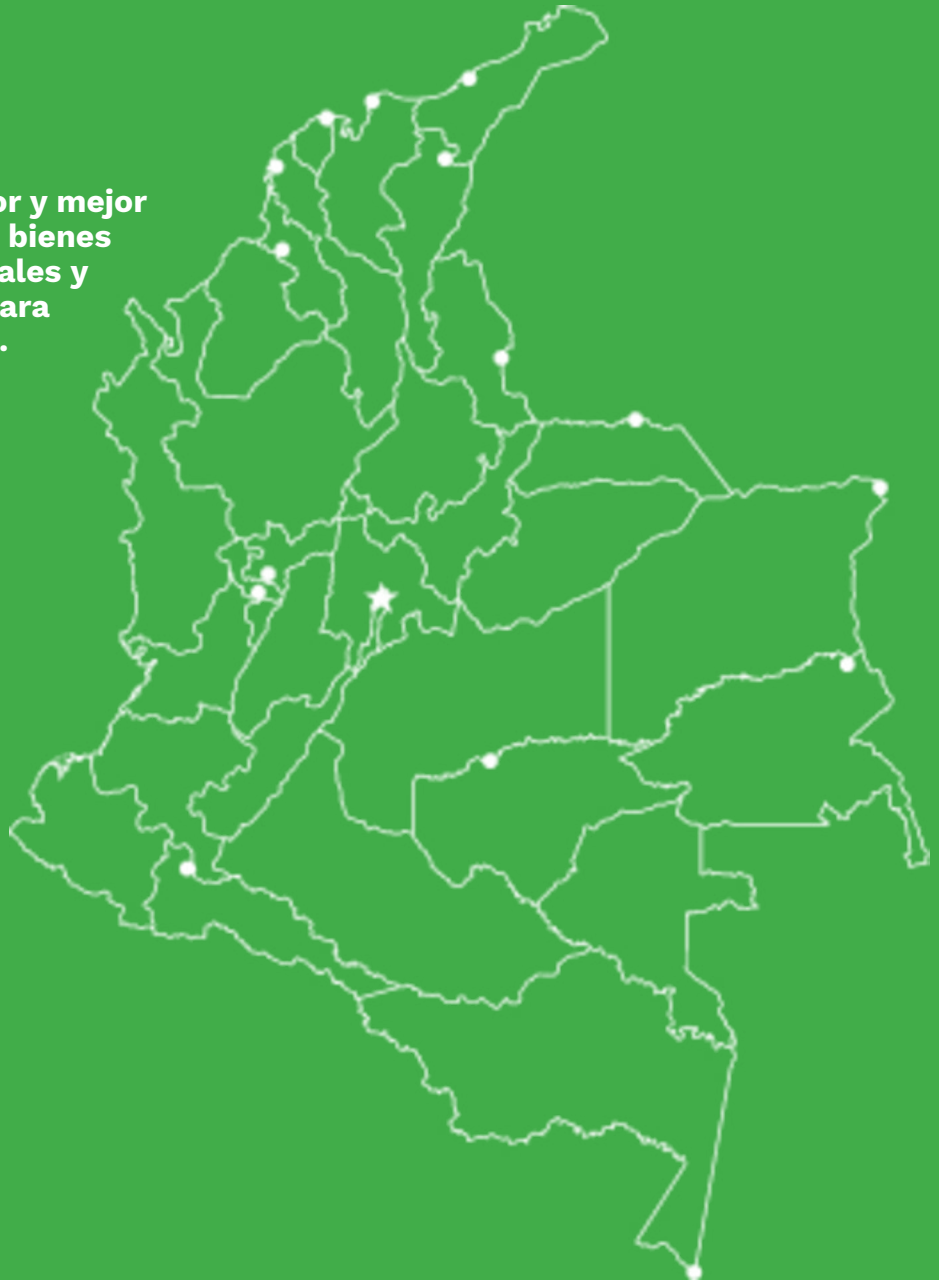 or y mejor
bienes
ales y
ara
.